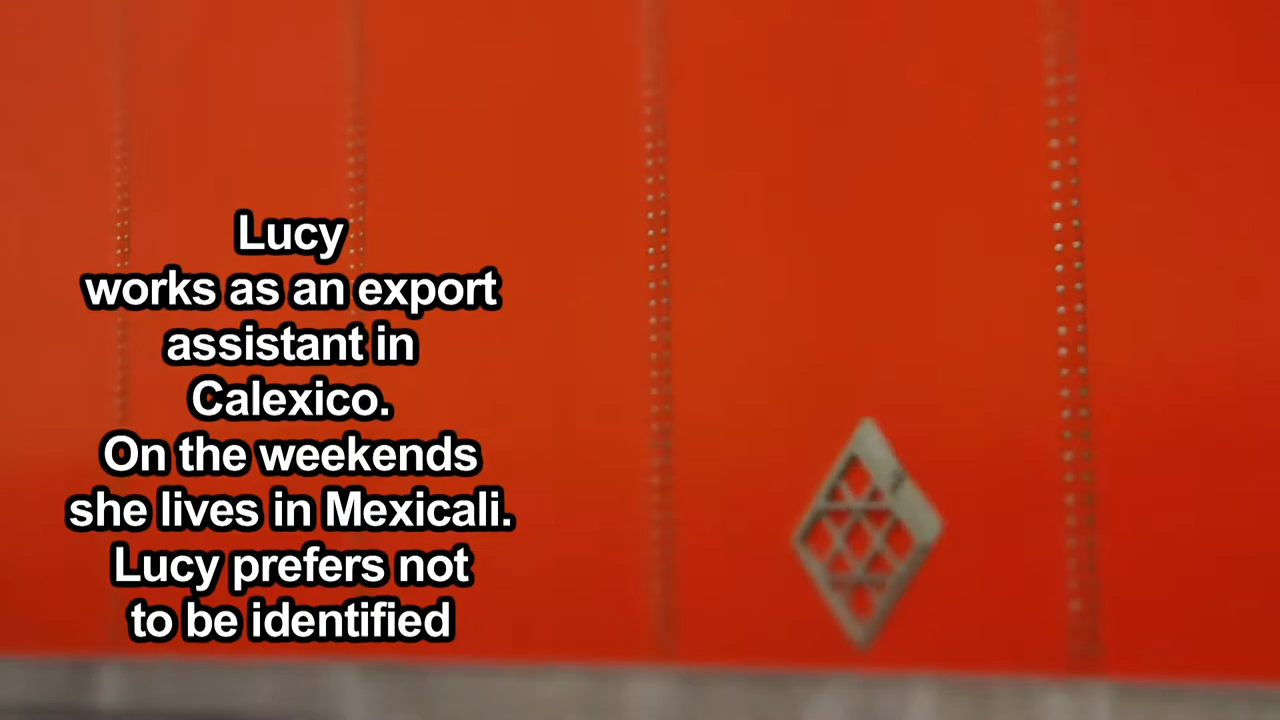 Lucy
works as an export
assistant in
Calexico.
On the weekends
she lives in Mexicali.
Lucy prefers not
to be identified